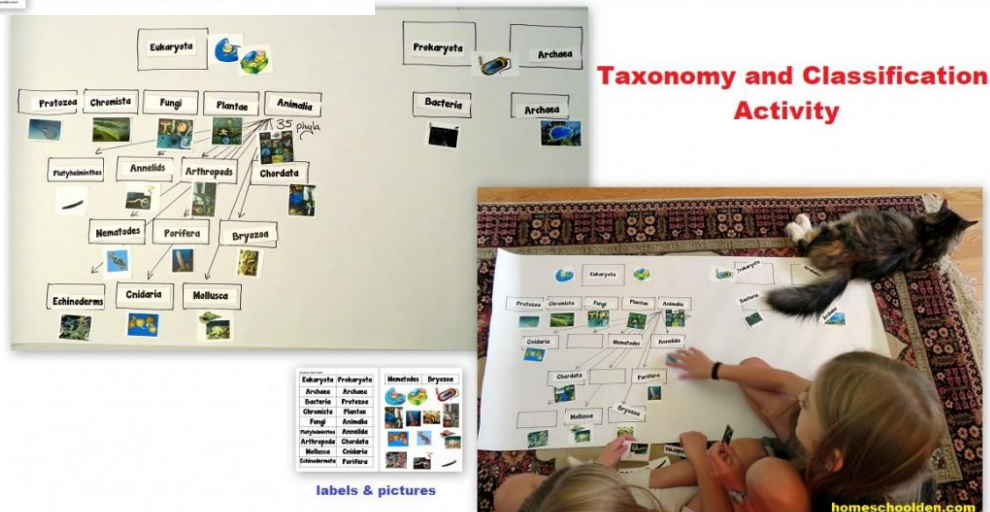 Taxonomy and Classification
Activity
Eukaryota
Prokaryota
Archaea
Protozoa Chromista Fungi Plantae Animalia
Bacteria
Archaea
35 phyla
Platyhelminthes Annelids Arthropods Chordata
Nematodes Porifera Bryozoa
Echinoderms Cnidaria Mollusca
Eukaryota
Prokaryota
Protozoa Chromista Fungi Plantae Animalia
Bacteria
Archaea
Cnidaria Nematodes Annelids
Chordata Porifera
Mollusca Bryozoa
Eukaryota Prokaryota
Archaea Archaea
Bacteria Protozoa
Chromista Plantae
Fungi Animalia
Platyhelminthes Annelida
Arthropoda Chordata
Mollusca Cnidaria
Echinodermata Porifera
Nematodes Bryozoa
labels & pictures
homeschoolden.com